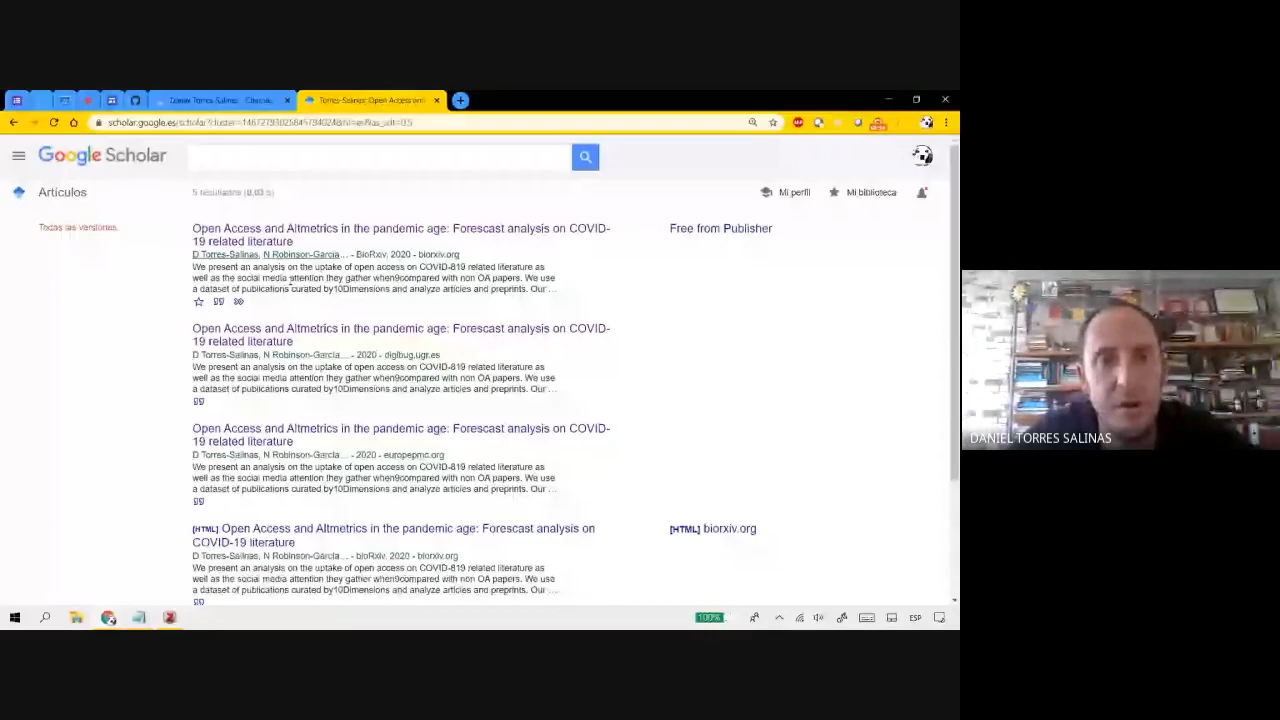 Daniel Torres Salinas
Torres-Salinas: Open Access and
Google Scholar
Artículos
5 resultados (0,03 s)
Mi perfil
Mi biblioteca
Todas las versiones.
Open Access and Altmetrics in the pandemic age: Forescast analysis on COVID-
19 related literature
Free from Publisher
D Torres-Salinas, N Robinson-Garcia… - BioRxiv, 2020 - biorxiv.org
We present an analysis on the uptake of open access on COVID-819 related literature as
well as the social media attention they gather when9compared with non OA papers. We use
a dataset of publications curated by10Dimensions and analyze articles and preprints. Our …
Open Access and Altmetrics in the pandemic age: Forescast analysis on COVID-
19 related literature
D Torres-Salinas, N Robinson-Garcia… - 2020 - digibug.ugr.es
We present an analysis on the uptake of open access on COVID-819 related literature as
well as the social media attention they gather when9compared with non OA papers. We use
a dataset of publications curated by10Dimensions and analyze articles and preprints. Our …
Open Access and Altmetrics in the pandemic age: Forescast analysis on COVID-
19 related literature
D Torres-Salinas, N Robinson-Garcia… - 2020 - europepmc.org
We present an analysis on the uptake of open access on COVID-819 related literature as
well as the social media attention they gather when9compared with non OA papers. We use
a dataset of publications curated by10Dimensions and analyze articles and preprints. Our …
[HTML] Open Access and Altmetrics in the pandemic age: Forescast analysis on
COVID-19 related literature
[HTML] biorxiv.org
D Torres-Salinas, N Robinson-Garcia… - bioRxiv, 2020 - biorxiv.org
We present an analysis on the uptake of open access on COVID-819 related literature as
well as the social media attention they gather when9compared with non OA papers. We use
a dataset of publications curated by10Dimensions and analyze articles and preprints. Our …
100%
ESP
DANIEL TORRES SALINAS